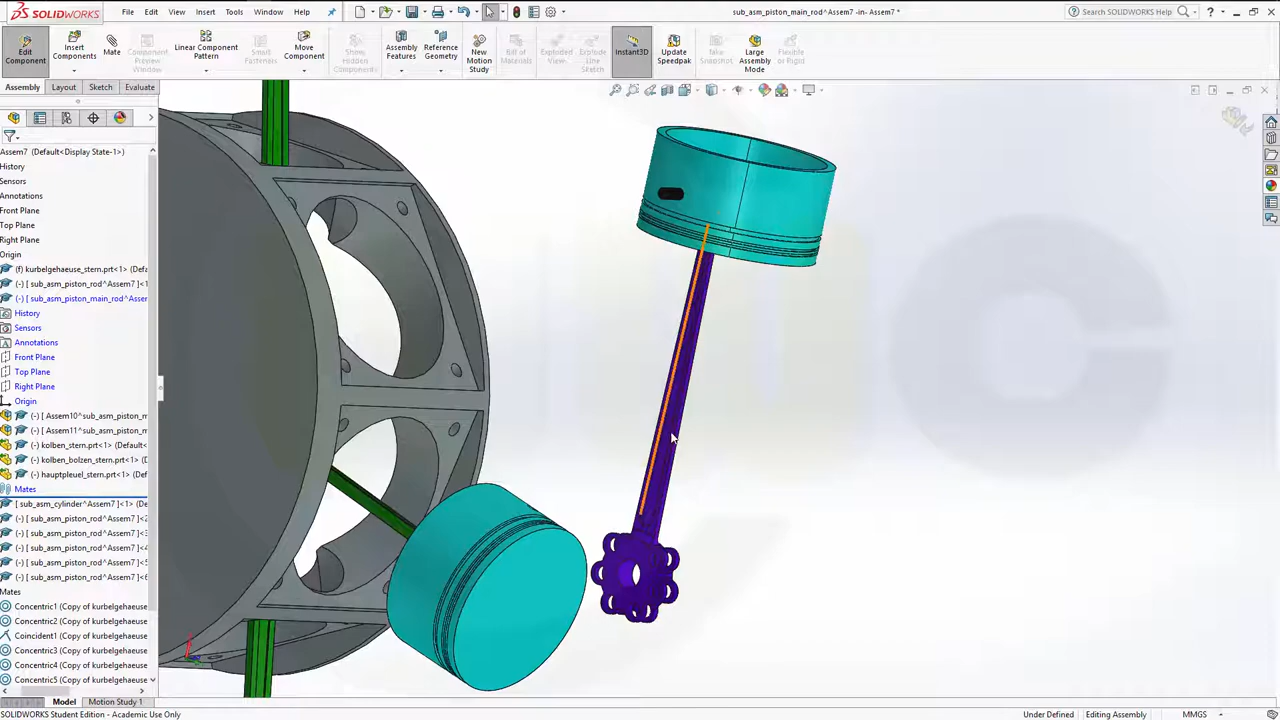 SOLIDWORKS File Edit View Insert Tools Window Help sub_asm_piston_main_rod^Assem7 -in- Assem7 * Search SOLIDWORKS Help ?
Edit Component Insert Components Mate Component Preview Window Linear Component Pattern Smart Fasteners Move Component Show Hidden Components Assembly Features Reference Geometry New Motion Study Bill of Materials Exploded View Explode Line Sketch Instant3D Update Speedpak Take Snapshot Large Assembly Mode Flexible or Rigid
Assembly Layout Sketch Evaluate
Assem7 (Default<Display State-1>)
History
Sensors
Annotations
Front Plane
Top Plane
Right Plane
Origin
(f) kurbelgehaeuse_stern.prt<1> (Defa
(-) [ sub_asm_piston_rod^Assem7 ]<1
(-) [ sub_asm_piston_main_rod^Assem
History
Sensors
Annotations
Front Plane
Top Plane
Right Plane
Origin
(-) [ Assem10^sub_asm_piston_m
(-) [ Assem11^sub_asm_piston_m
(-) kolben_stern.prt<1> (Default<
(-) kolben_bolzen_stern.prt<1> (
(-) hauptpleuel_stern.prt<1> (Def
Mates
[ sub_asm_cylinder^Assem7 ]<1> (De
(-) [ sub_asm_piston_rod^Assem7 ]<2
(-) [ sub_asm_piston_rod^Assem7 ]<3
(-) [ sub_asm_piston_rod^Assem7 ]<4
(-) [ sub_asm_piston_rod^Assem7 ]<5
(-) [ sub_asm_piston_rod^Assem7 ]<6
Mates
Concentric1 (Copy of kurbelgehaeuse
Concentric2 (Copy of kurbelgehaeuse
Coincident1 (Copy of kurbelgehaeuse
Concentric3 (Copy of kurbelgehaeuse
Concentric4 (Copy of kurbelgehaeuse
Concentric5 (Copy of kurbelgehaeuse
Model Motion Study 1
SOLIDWORKS Student Edition - Academic Use Only Under Defined Editing Assembly MMGS